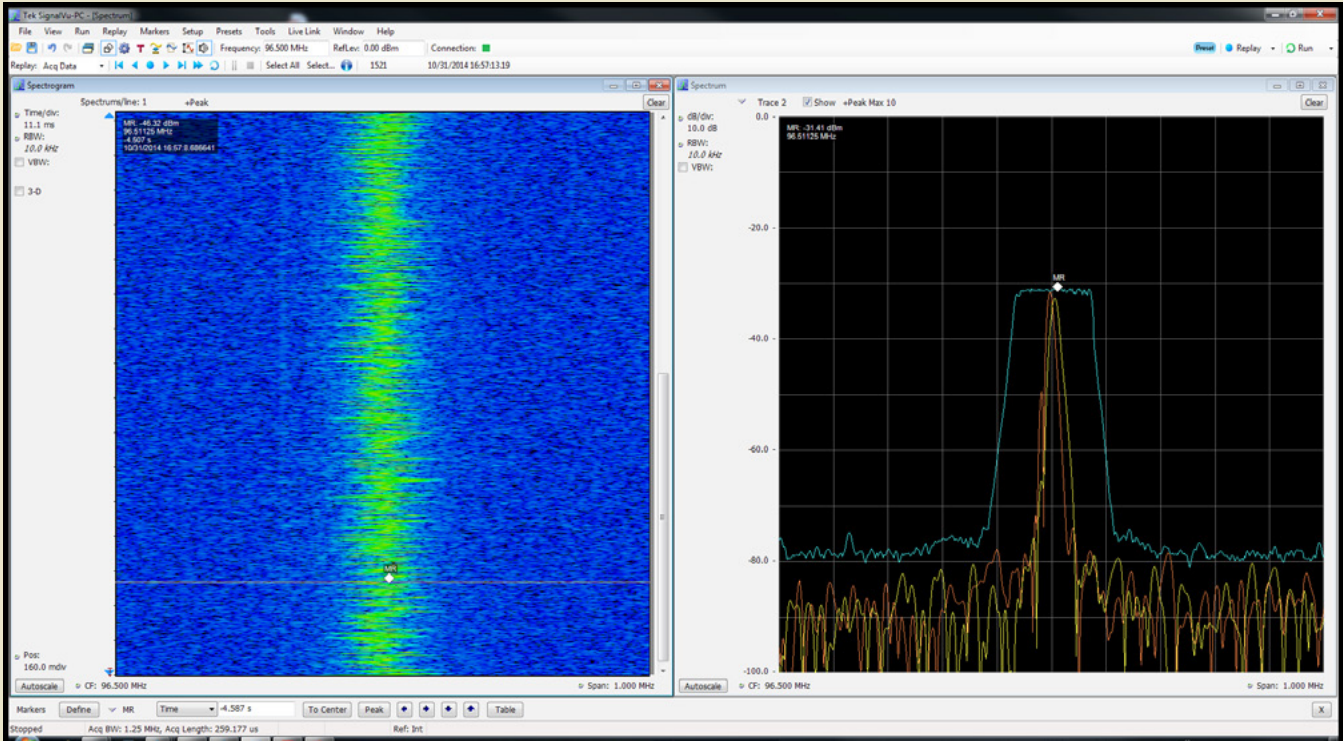 Tek SignalVu-PC - [Spectrum]
File View Run Replay Markers Setup Presets Tools Live Link Window Help
T Frequency: 96.500 MHz RefLev: 0.00 dBm Connection: Preset Replay Run
Replay: Acq Data Select All Select... 1521 10/31/2014 16:57:13.19
Spectrogram
Spectrums/line: 1 +Peak Clear
Time/div:
11.1 ms
RBW:
10.0 kHz
VBW:
3-D
MR: -46.32 dBm
96.51125 MHz
-4.507 s
10/31/2014 16:57:8.686641
MR
Pos:
160.0 mdv
Autoscale CF: 96.500 MHz Span: 1.000 MHz
Spectrum
Trace 2 Show +Peak Max 10 Clear
dB/div:
10.0 dB
RBW:
10.0 kHz
VBW:
0.0
MR: -31.41 dBm
96.51125 MHz
-20.0
MR
-40.0
-60.0
-80.0
-100.0
Autoscale CF: 96.500 MHz Span: 1.000 MHz
Markers Define MR Time -4.587 s To Center Peak Table X
Stopped Acq BW: 1.25 MHz, Acq Length: 259.177 us Ref: Int